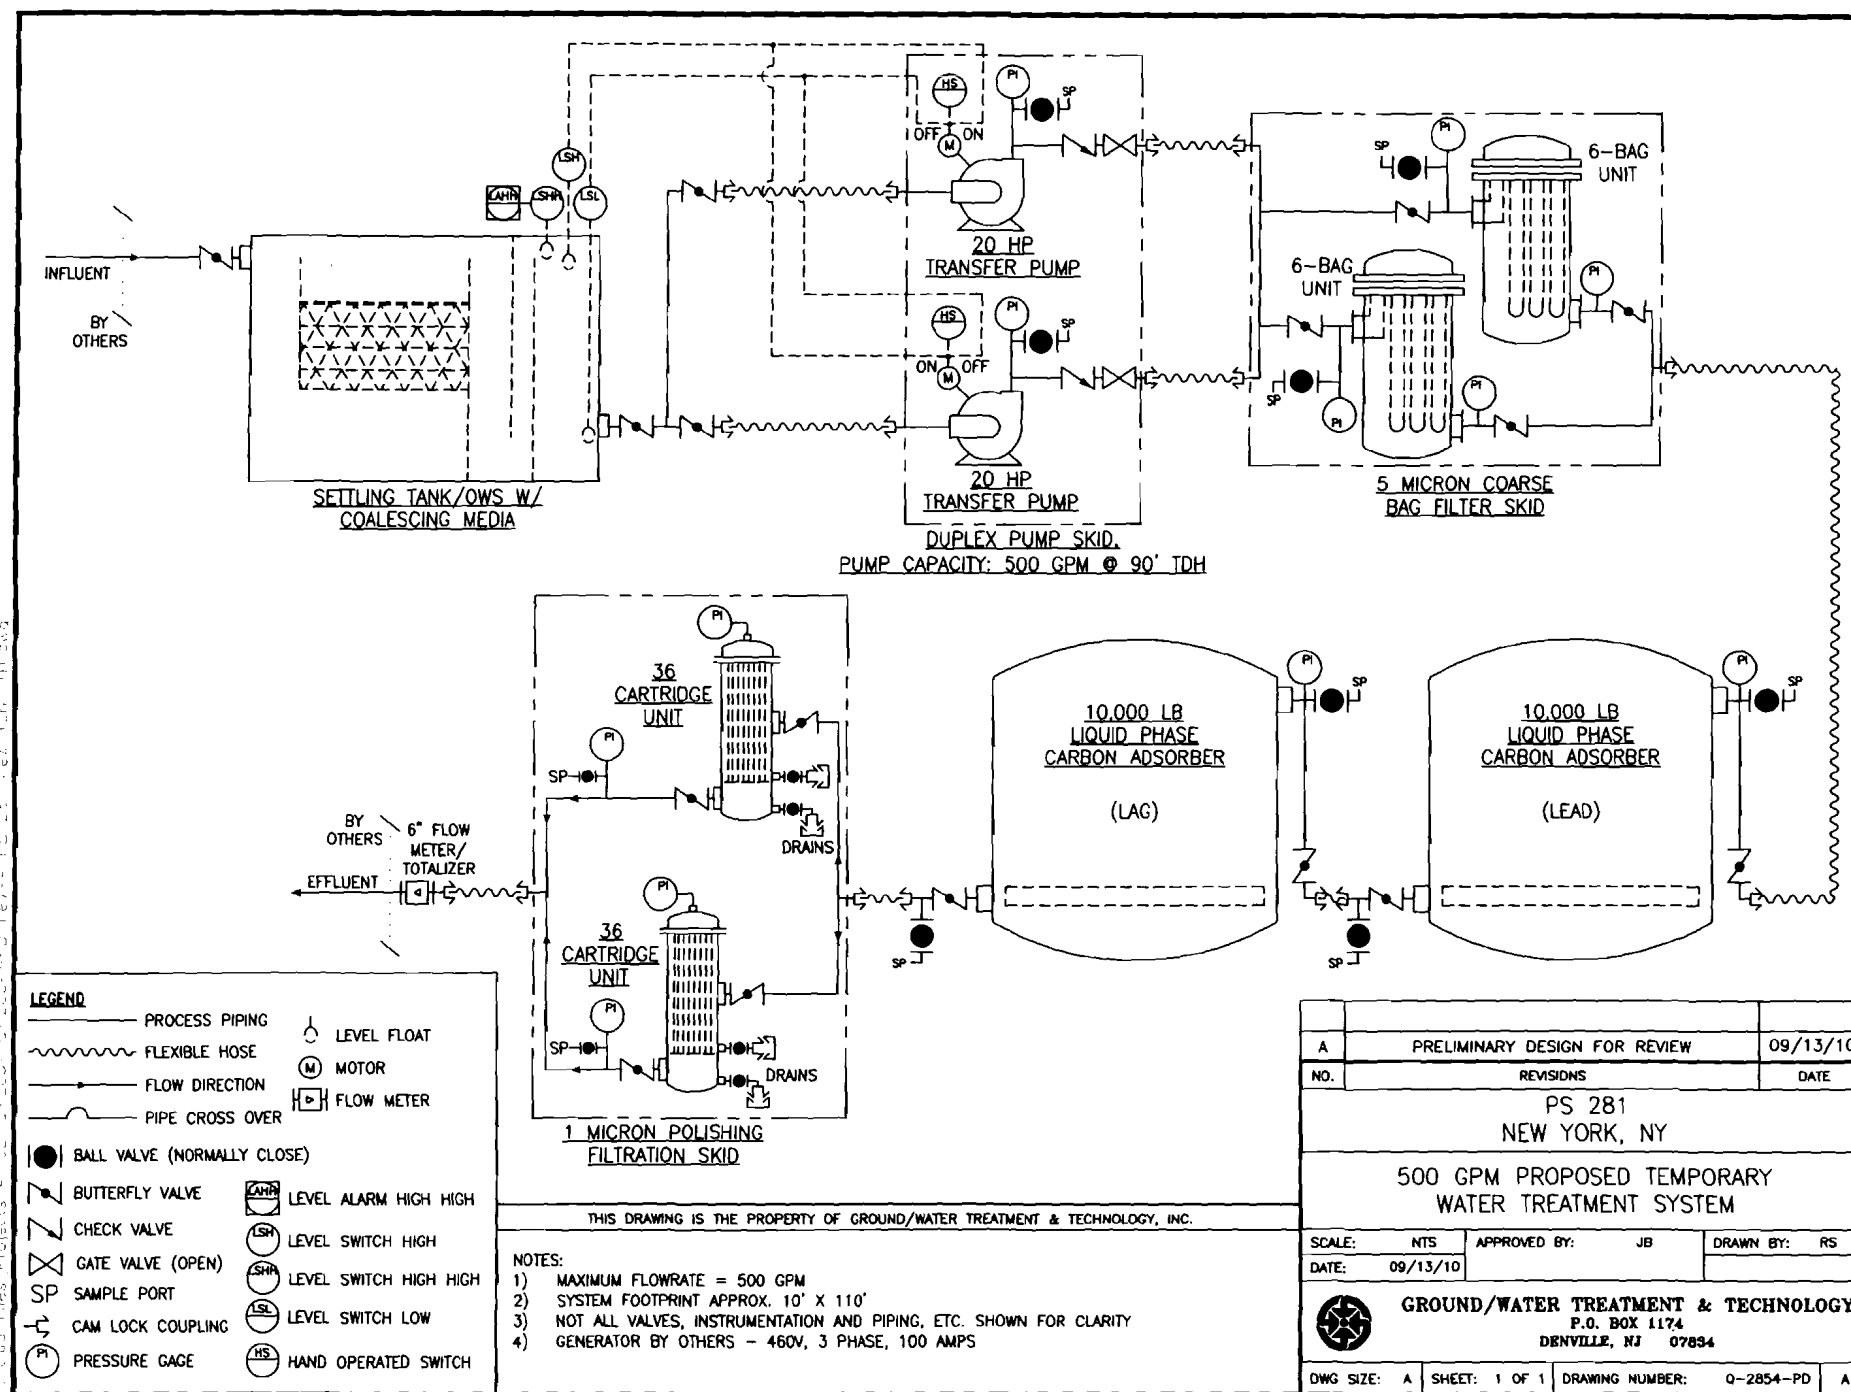 LSH
LAHH
LSHH
LSL
INFLUENT
BY
OTHERS
SETTLING TANK/OWS W/
COALESCING MEDIA
HS
OFF
ON
M
PI
SP
20 HP
TRANSFER PUMP
HS
ON
OFF
M
PI
SP
20 HP
TRANSFER PUMP
DUPLEX PUMP SKID.
PUMP CAPACITY: 500 GPM @ 90' TDH
SP
PI
6-BAG
UNIT
PI
6-BAG
UNIT
SP
PI
PI
5 MICRON COARSE
BAG FILTER SKID
PI
36
CARTRIDGE
UNIT
PI
SP
DRAINS
BY
OTHERS
6" FLOW
METER/
TOTALIZER
EFFLUENT
PI
36
CARTRIDGE
UNIT
PI
SP
DRAINS
1 MICRON POLISHING
FILTRATION SKID
SP
10,000 LB
LIQUID PHASE
CARBON ADSORBER
(LAG)
PI
SP
SP
10,000 LB
LIQUID PHASE
CARBON ADSORBER
(LEAD)
PI
SP
LEGEND
PROCESS PIPING
FLEXIBLE HOSE
FLOW DIRECTION
PIPE CROSS OVER
LEVEL FLOAT
M MOTOR
FLOW METER
BALL VALVE (NORMALLY CLOSE)
BUTTERFLY VALVE
CHECK VALVE
GATE VALVE (OPEN)
SP SAMPLE PORT
CAM LOCK COUPLING
PI PRESSURE GAGE
LAHH LEVEL ALARM HIGH HIGH
LSH LEVEL SWITCH HIGH
LSHH LEVEL SWITCH HIGH HIGH
LSL LEVEL SWITCH LOW
HS HAND OPERATED SWITCH
THIS DRAWING IS THE PROPERTY OF GROUND/WATER TREATMENT & TECHNOLOGY, INC.
NOTES:
1) MAXIMUM FLOWRATE = 500 GPM
2) SYSTEM FOOTPRINT APPROX. 10' X 110'
3) NOT ALL VALVES, INSTRUMENTATION AND PIPING, ETC. SHOWN FOR CLARITY
4) GENERATOR BY OTHERS - 460V, 3 PHASE, 100 AMPS
A PRELIMINARY DESIGN FOR REVIEW 09/13/10
NO. REVISIONS DATE
PS 281
NEW YORK, NY
500 GPM PROPOSED TEMPORARY
WATER TREATMENT SYSTEM
SCALE: NTS APPROVED BY: JB DRAWN BY: RS
DATE: 09/13/10
GROUND/WATER TREATMENT & TECHNOLOGY
P.O. BOX 1174
DENVILLE, NJ 07834
DWG SIZE: A SHEET: 1 OF 1 DRAWING NUMBER: Q-2854-PD A